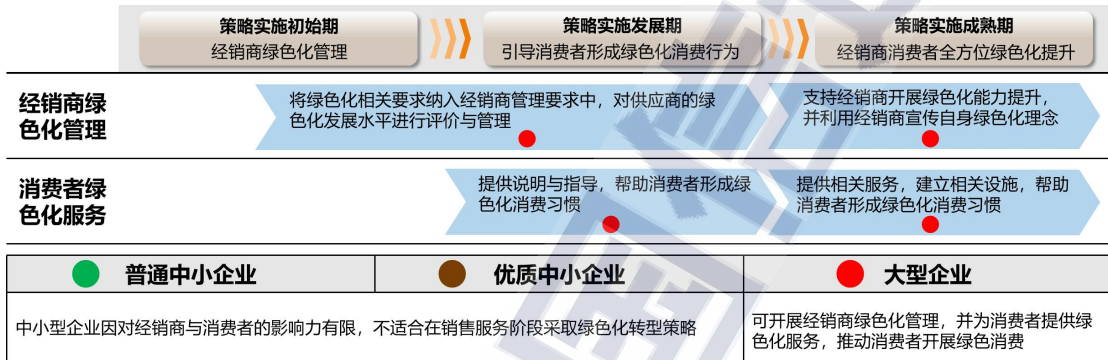 策略实施初始期
经销商绿色化管理
策略实施发展期
引导消费者形成绿色化消费行为
策略实施成熟期
经销商消费者全方位绿色化提升
经销商绿
色化管理
将绿色化相关要求纳入经销商管理要求中，对供应商的绿
色化发展水平进行评价与管理
支持经销商开展绿色化能力提升，
并利用经销商宣传自身绿色化理念
消费者绿
色化服务
提供说明与指导，帮助消费者形成绿
色化消费习惯
提供相关服务，建立相关设施，帮助
消费者形成绿色化消费习惯
普通中小企业
优质中小企业
大型企业
中小型企业因对经销商与消费者的影响力有限，不适合在销售服务阶段采取绿色化转型策略
可开展经销商绿色化管理，并为消费者提供绿
色化服务，推动消费者开展绿色消费